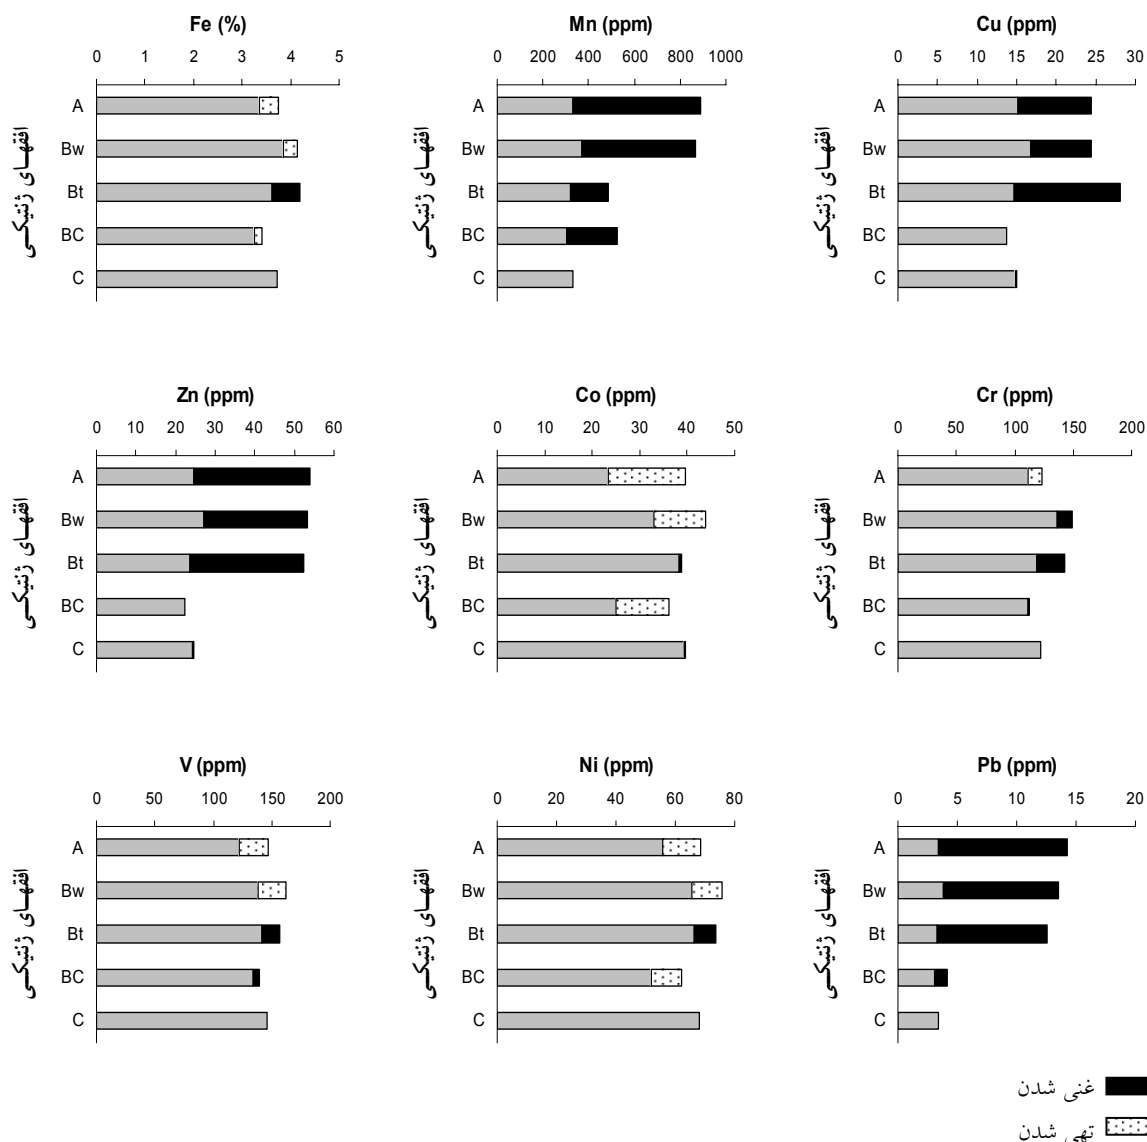 Fe (%)
0 1 2 3 4 5
A
Bw
Bt
BC
C
افقهای ژنتیکی
Mn (ppm)
0 200 400 600 800 1000
A
Bw
Bt
BC
C
افقهای ژنتیکی
Cu (ppm)
0 5 10 15 20 25 30
A
Bw
Bt
BC
C
افقهای ژنتیکی
Zn (ppm)
0 10 20 30 40 50 60
A
Bw
Bt
BC
C
افقهای ژنتیکی
Co (ppm)
0 10 20 30 40 50
A
Bw
Bt
BC
C
افقهای ژنتیکی
Cr (ppm)
0 50 100 150 200
A
Bw
Bt
BC
C
افقهای ژنتیکی
V (ppm)
0 50 100 150 200
A
Bw
Bt
BC
C
افقهای ژنتیکی
Ni (ppm)
0 20 40 60 80
A
Bw
Bt
BC
C
افقهای ژنتیکی
Pb (ppm)
0 5 10 15 20
A
Bw
Bt
BC
C
افقهای ژنتیکی
غنی شدن
تهی شدن